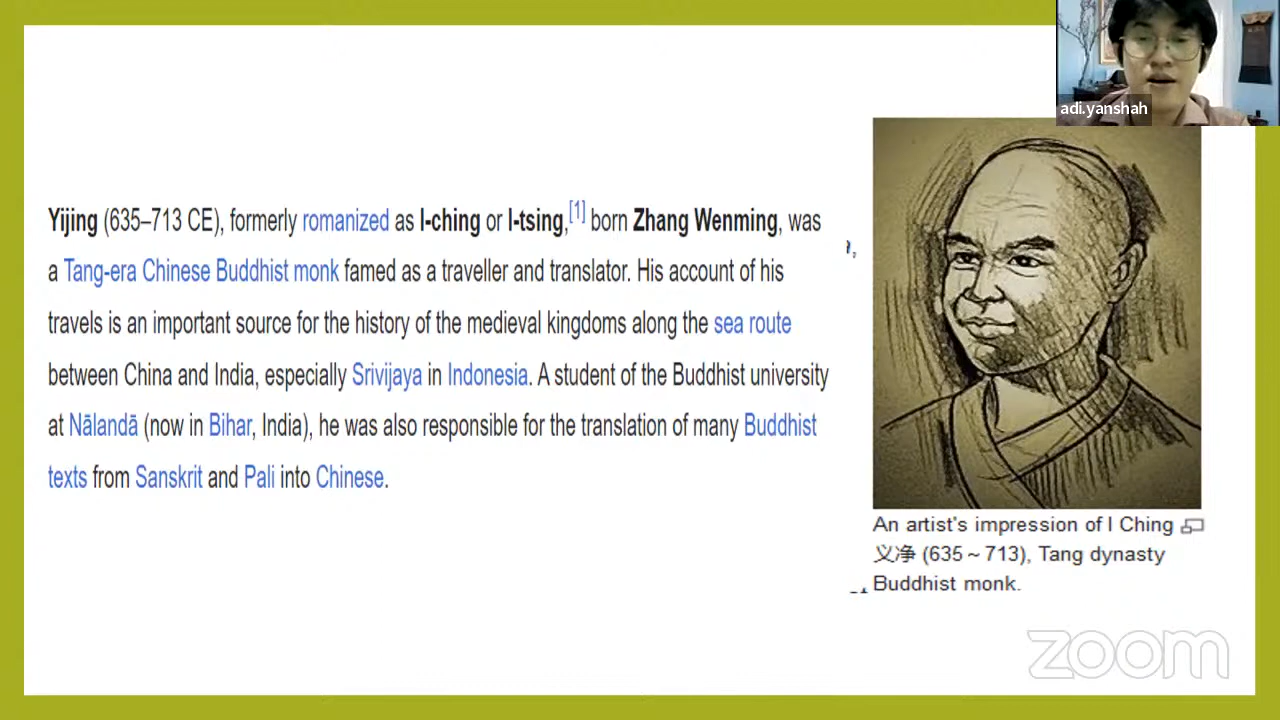 adi.yanshah
Yijing (635–713 CE), formerly romanized as I-ching or I-tsing,[1] born Zhang Wenming, was
a Tang-era Chinese Buddhist monk famed as a traveller and translator. His account of his
travels is an important source for the history of the medieval kingdoms along the sea route
between China and India, especially Srivijaya in Indonesia. A student of the Buddhist university
at Nālandā (now in Bihar, India), he was also responsible for the translation of many Buddhist
texts from Sanskrit and Pali into Chinese.
An artist's impression of I Ching
义净 (635～713), Tang dynasty
Buddhist monk.
zoom